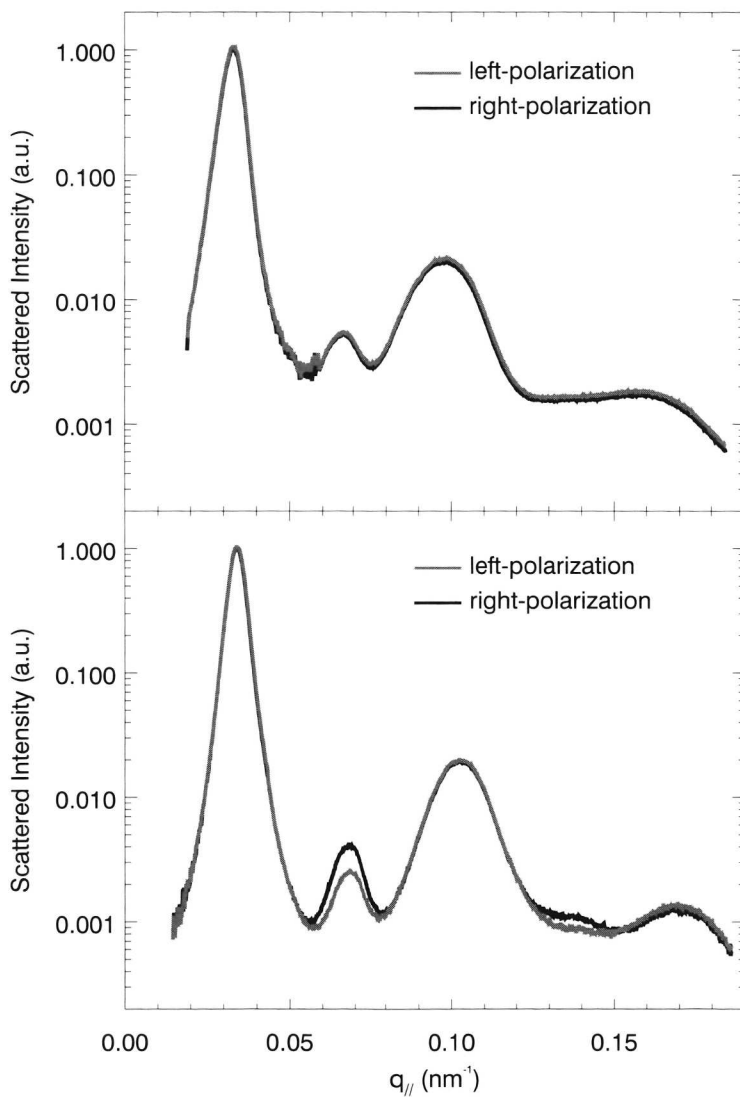 1.000
0.100
0.010
0.001
Scattered Intensity (a.u.)
left-polarization
right-polarization
1.000
0.100
0.010
0.001
Scattered Intensity (a.u.)
left-polarization
right-polarization
0.00 0.05 0.10 0.15
q// (nm-1)